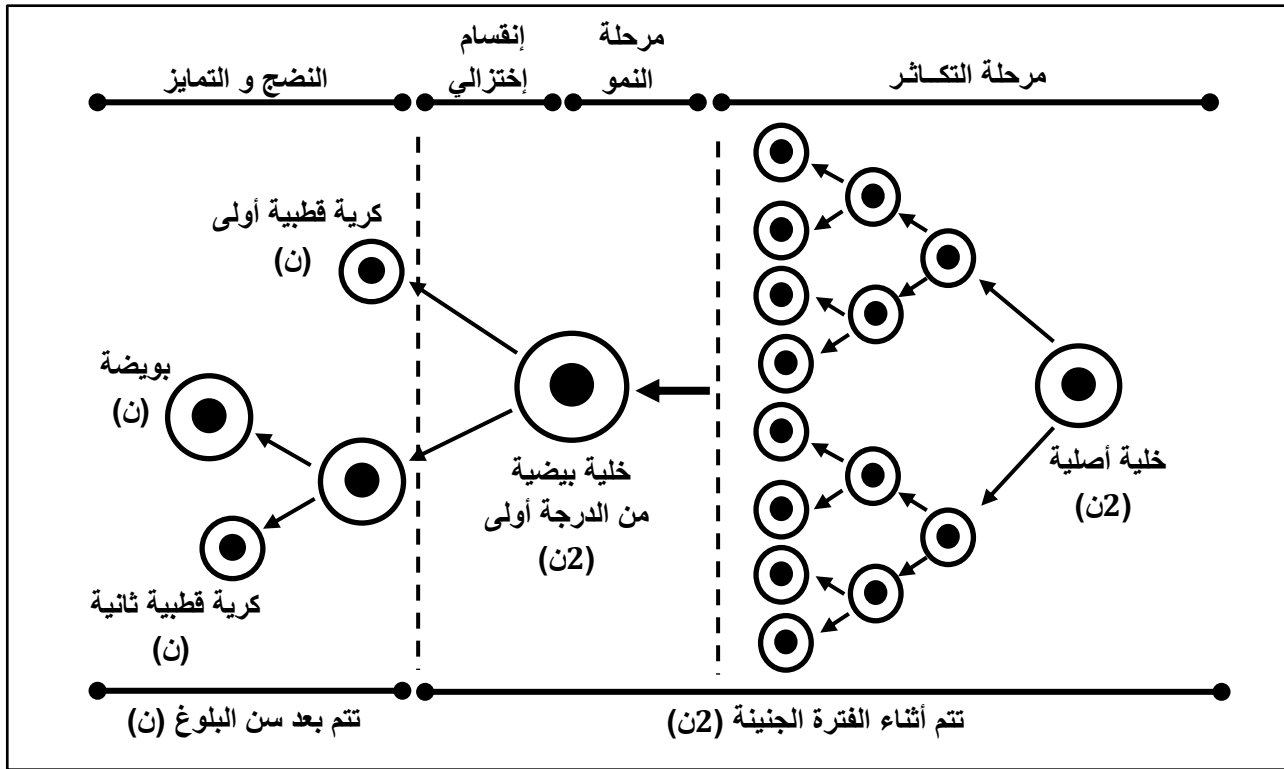 مرحلة التكــاثـر
مرحلة
النمو
إنقسام
إختزالي
النضج و التمايز
خلية أصلية
(2ن)
خلية بيضية
من الدرجة أولى
(2ن)
كرية قطبية أولى
(ن)
بويضة
(ن)
كرية قطبية ثانية
(ن)
تتم أثناء الفترة الجنينة (2ن)
تتم بعد سن البلوغ (ن)